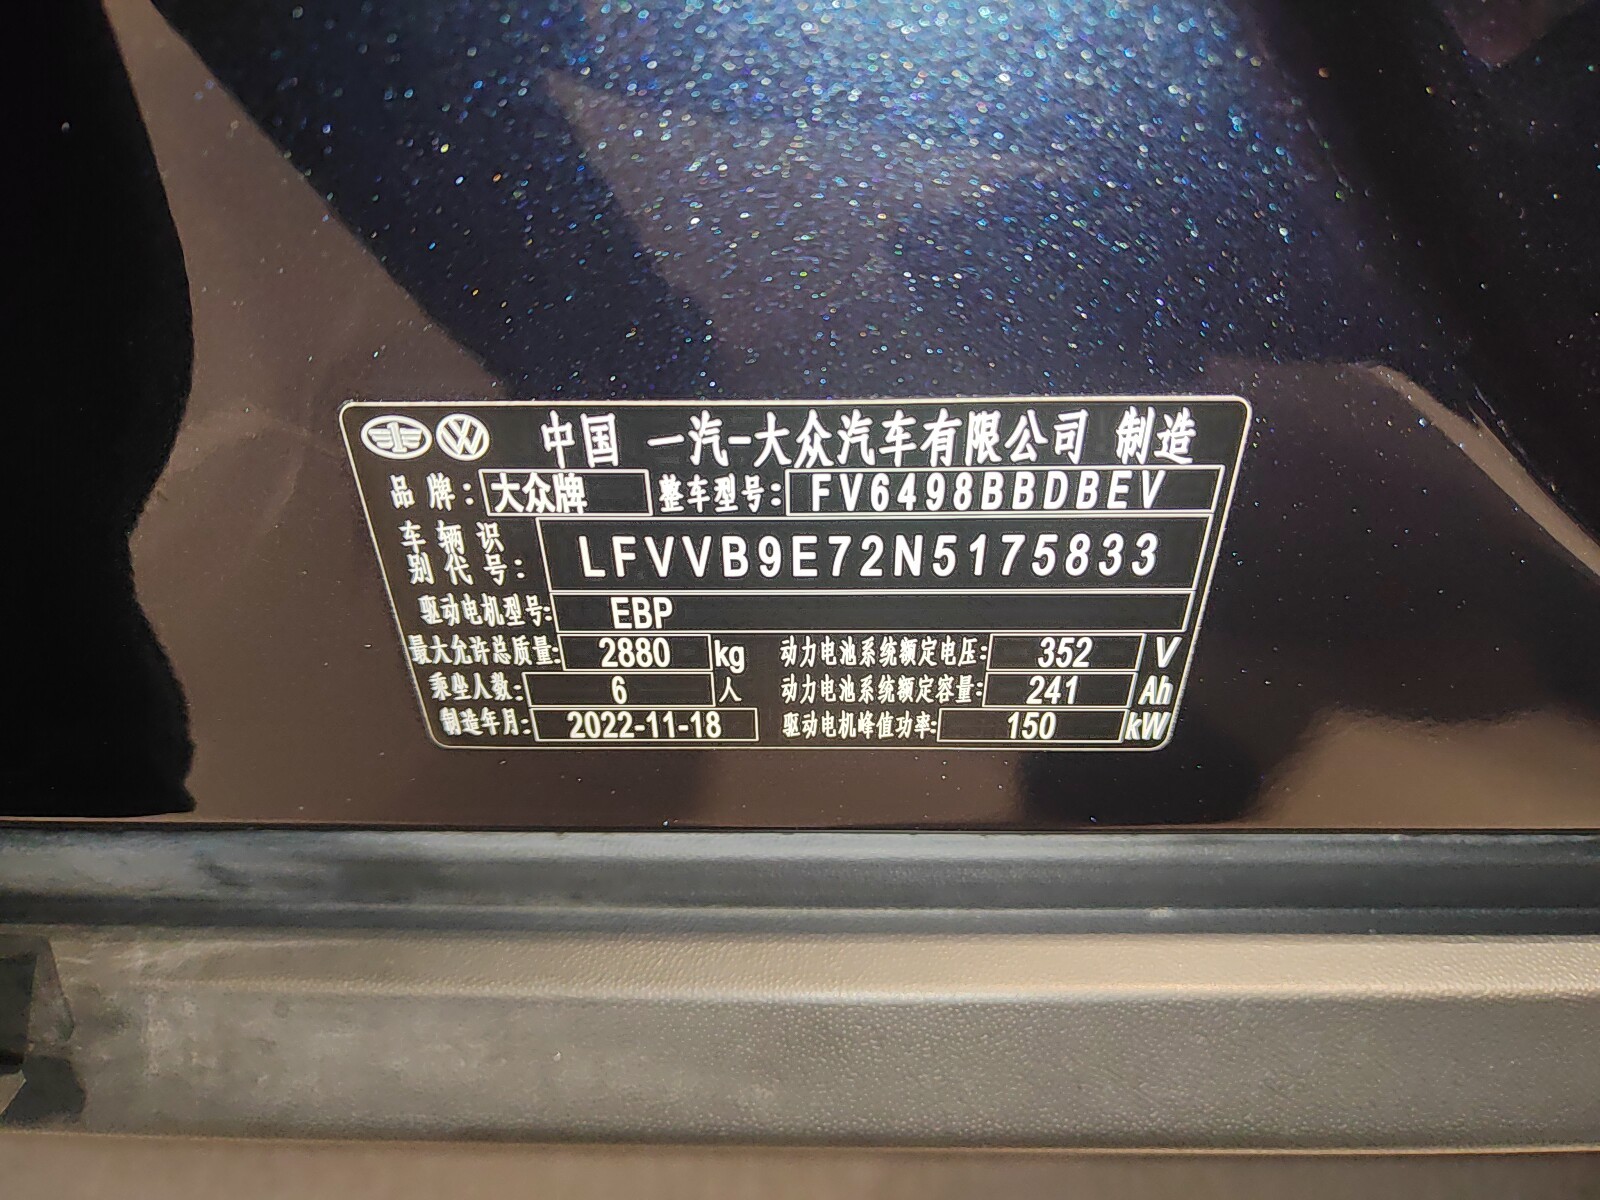 中国 一汽-大众汽车有限公司 制造
品牌: 大众牌 整车型号: FV6498BBDBEV
车辆识别代号: LFVVB9E72N5175833
驱动电机型号: EBP
最大允许总质量: 2880 kg 动力电池系统额定电压: 352 V
乘坐人数: 6 人 动力电池系统额定容量: 241 Ah
制造年月: 2022-11-18 驱动电机峰值功率: 150 kW